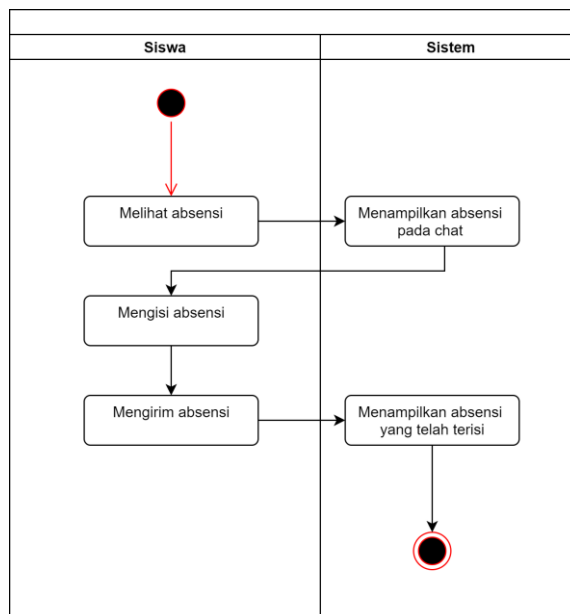 Siswa
Sistem
Melihat absensi
Menampilkan absensi
pada chat
Mengisi absensi
Mengirim absensi
Menampilkan absensi
yang telah terisi